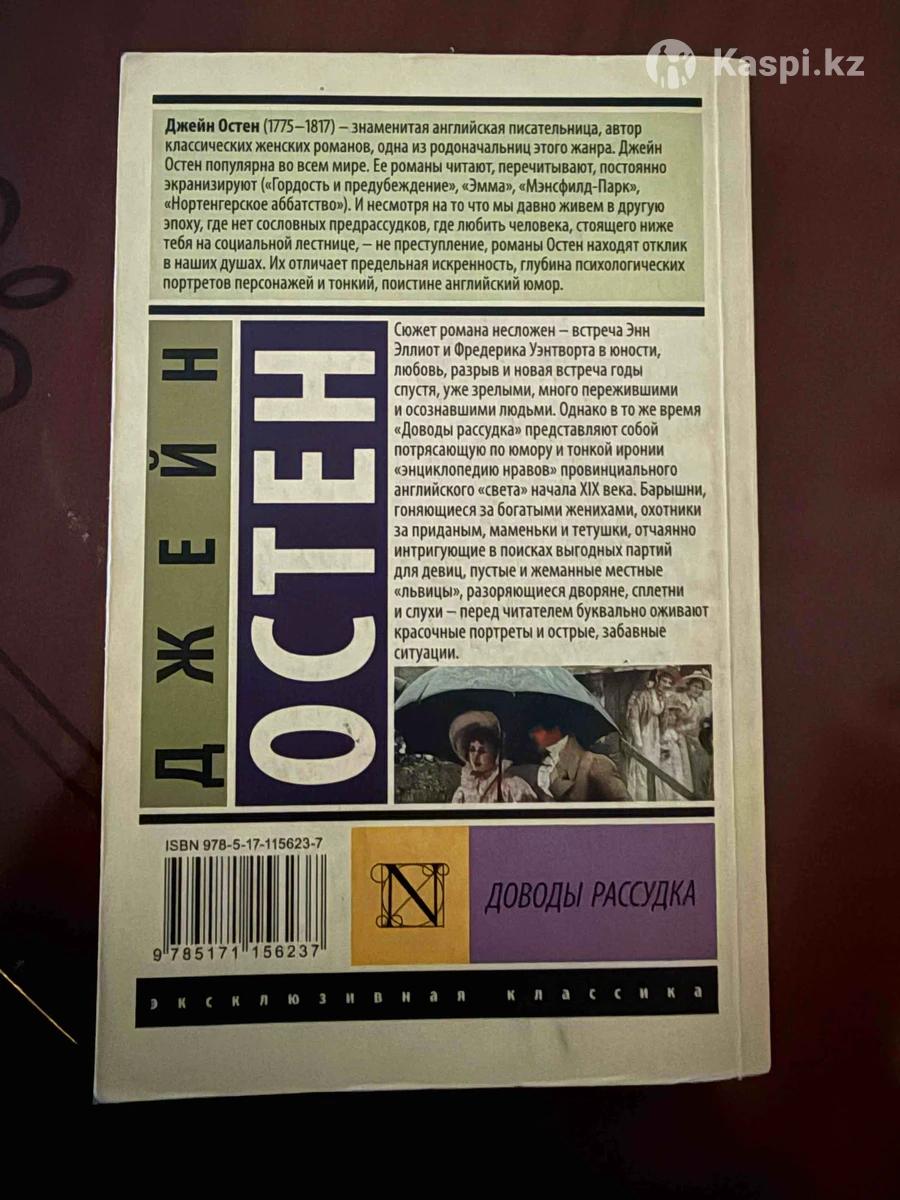 Kaspi.kz
Джейн Остен (1775–1817) – знаменитая английская писательница, автор
классических женских романов, одна из родоначальниц этого жанра. Джейн
Остен популярна во всем мире. Ее романы читают, перечитывают, постоянно
экранизируют («Гордость и предубеждение», «Эмма», «Мэнсфилд-Парк»,
«Нортенгерское аббатство»). И несмотря на то что мы давно живем в другую
эпоху, где нет сословных предрассудков, где любить человека, стоящего ниже
тебя на социальной лестнице, – не преступление, романы Остен находят отклик
в наших душах. Их отличает предельная искренность, глубина психологических
портретов персонажей и тонкий, поистине английский юмор.
ДЖЕЙН
ОСТЕН
Сюжет романа несложен – встреча Энн
Эллиот и Фредерика Уэнтворта в юности,
любовь, разрыв и новая встреча годы
спустя, уже зрелыми, много пережившими
и осознавшими людьми. Однако в то же время
«Доводы рассудка» представляют собой
потрясающую по юмору и тонкой иронии
«энциклопедию нравов» провинциального
английского «света» начала XIX века. Барышни,
гоняющиеся за богатыми женихами, охотники
за приданым, маменьки и тетушки, отчаянно
интригующие в поисках выгодных партий
для девиц, пустые и жеманные местные
«львицы», разоряющиеся дворяне, сплетни
и слухи – перед читателем буквально оживают
красочные портреты и острые, забавные
ситуации.
ISBN 978-5-17-115623-7
9 785171 156237
N
ДОВОДЫ РАССУДКА
эксклюзивная классика